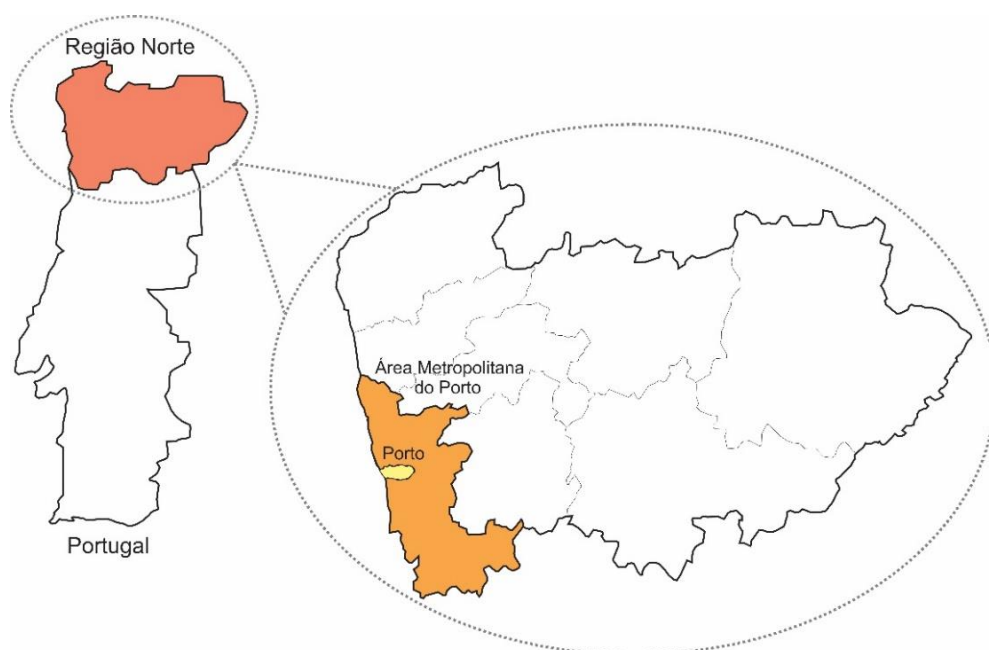 Região Norte
Área Metropolitana
do Porto
Porto
Portugal